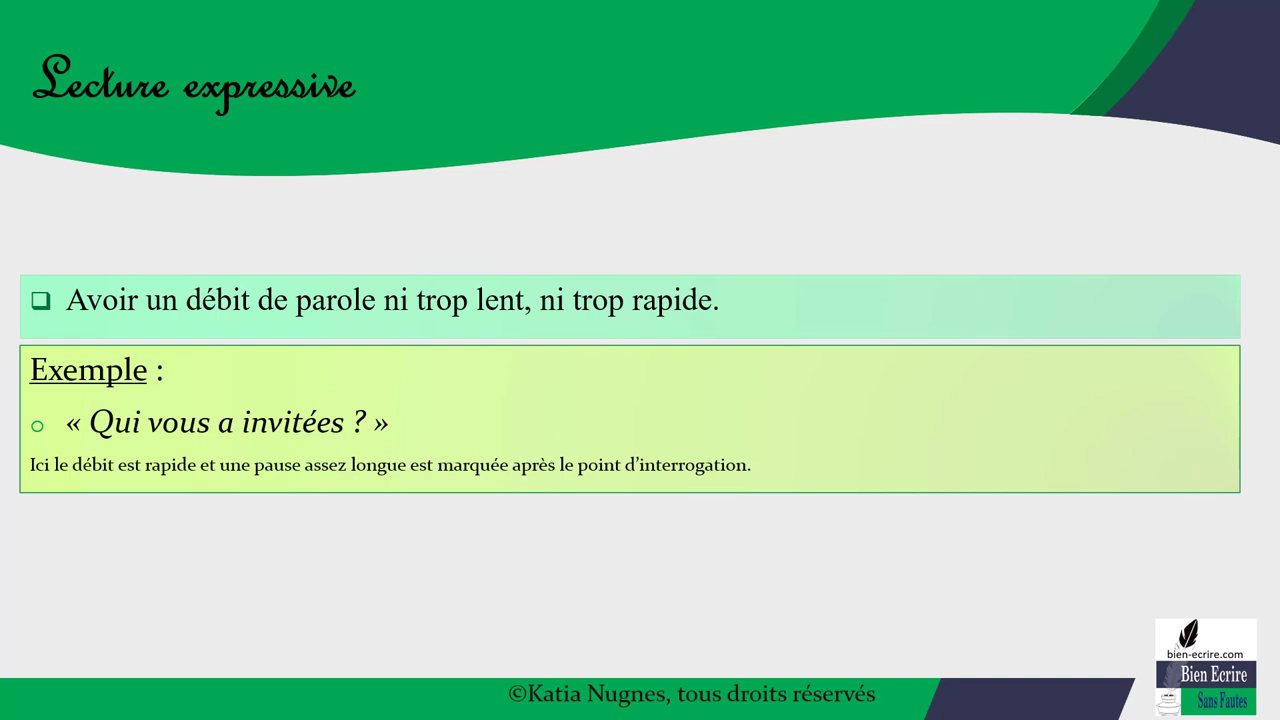 Lecture expressive
Avoir un débit de parole ni trop lent, ni trop rapide.
Exemple :
« Qui vous a invitées ? »
Ici le débit est rapide et une pause assez longue est marquée après le point d’interrogation.
©Katia Nugnes, tous droits réservés
bien-ecrire.com
Bien Ecrire
Sans Fautes